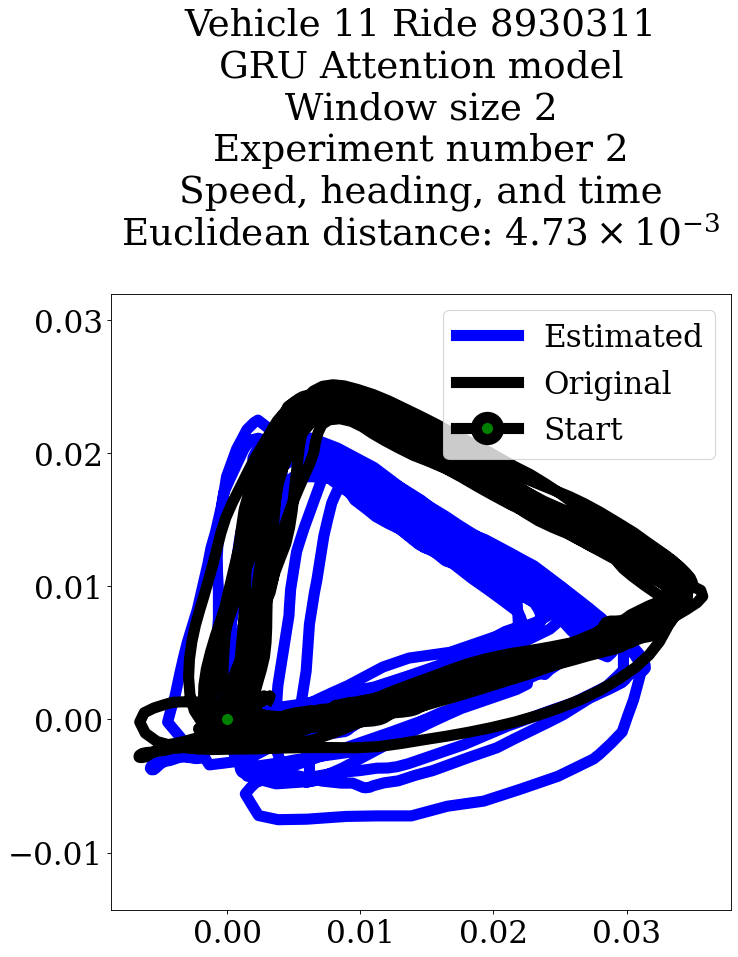 Vehicle 11 Ride 8930311
GRU Attention model
Window size 2
Experiment number 2
Speed, heading, and time
Euclidean distance: 4.73 × 10⁻³
Estimated
Original
Start
0.03
0.02
0.01
0.00
−0.01
0.00 0.01 0.02 0.03